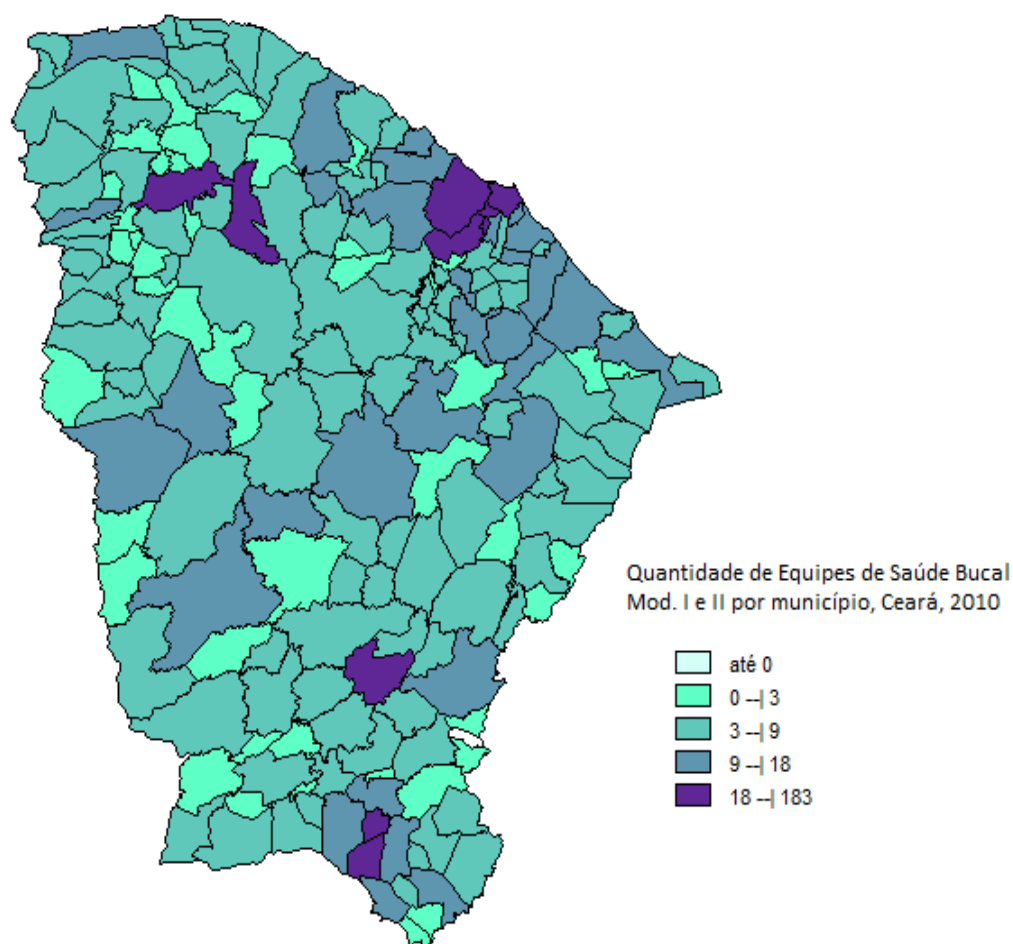 Quantidade de Equipes de Saúde Bucal
Mod. I e II por município, Ceará, 2010
até 0
0 --| 3
3 --| 9
9 --| 18
18 --| 183